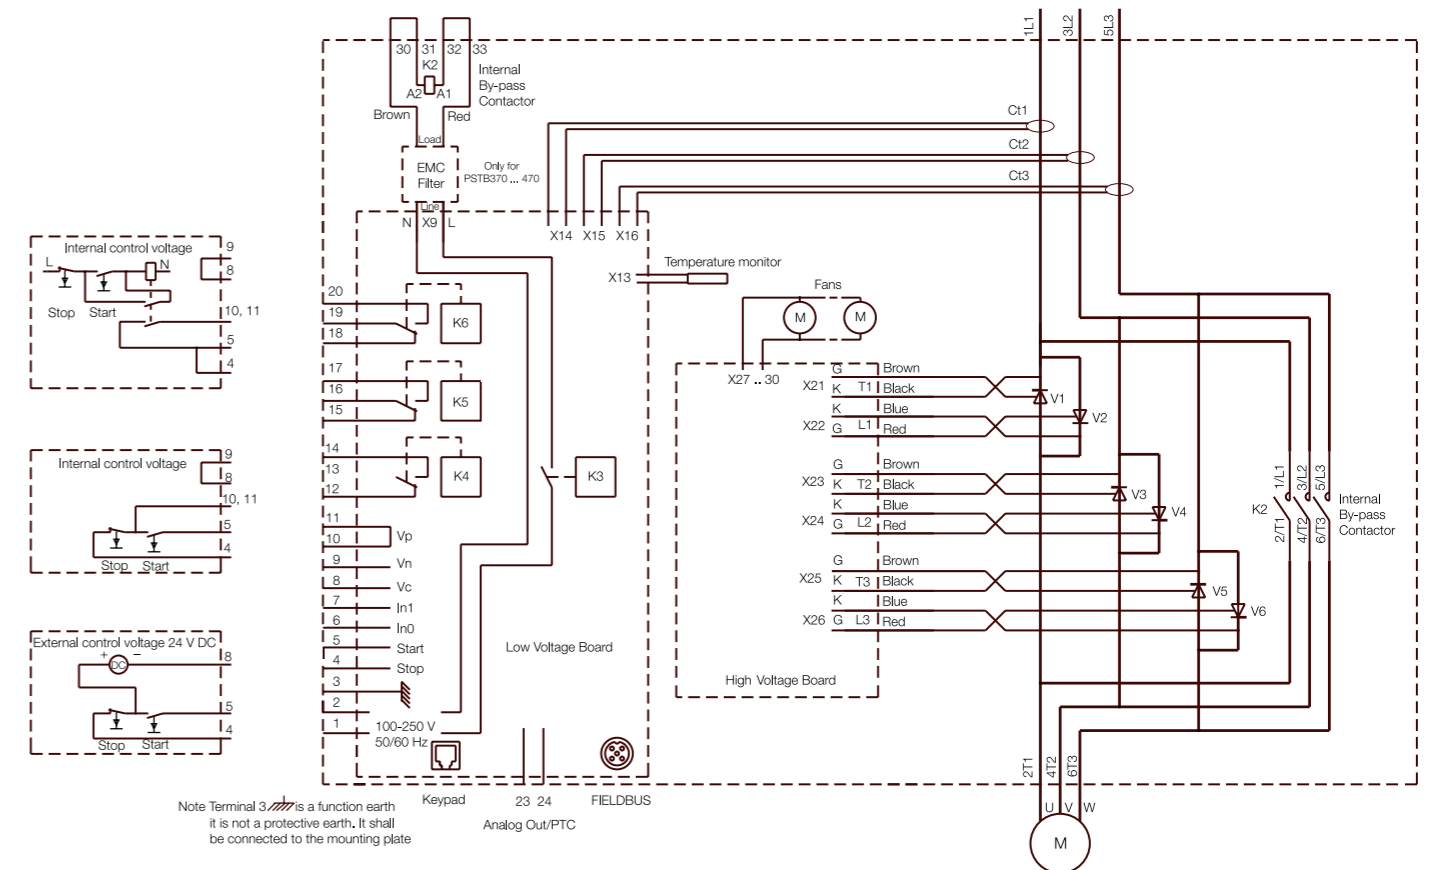 1L1
3L2
5L3
30
31
32
33
K2
A2
A1
Internal
By-pass
Contactor
Brown
Red
Load
EMC
Filter
Only for
PSTB370 ... 470
Line
N
X9
L
Ct1
Ct2
Ct3
X14
X15
X16
X13
Temperature monitor
Fans
M
M
Internal control voltage
L
N
Stop
Start
9
8
10, 11
5
4
Internal control voltage
9
8
10, 11
5
4
Stop
Start
External control voltage 24 V DC
+
DC
−
8
5
4
Stop
Start
20
19
18
K6
17
16
15
K5
14
13
12
K4
K3
11
10
Vp
9
Vn
8
Vc
7
In1
6
In0
5
Start
4
Stop
3
2
1
100-250 V
50/60 Hz
Low Voltage Board
Keypad
23 24
Analog Out/PTC
FIELDBUS
X27 .. 30
X21
G
K
T1
Brown
Black
X22
K
G
L1
Blue
Red
X23
G
K
T2
Brown
Black
X24
K
G
L2
Blue
Red
X25
G
K
T3
Brown
Black
X26
K
G
L3
Blue
Red
High Voltage Board
V1
V2
V3
V4
V5
V6
K2
1/L1
3/L2
5/L3
2/T1
4/T2
6/T3
Internal
By-pass
Contactor
2T1
4T2
6T3
U
V
W
M
Note Terminal 3 is a function earth
it is not a protective earth. It shall
be connected to the mounting plate